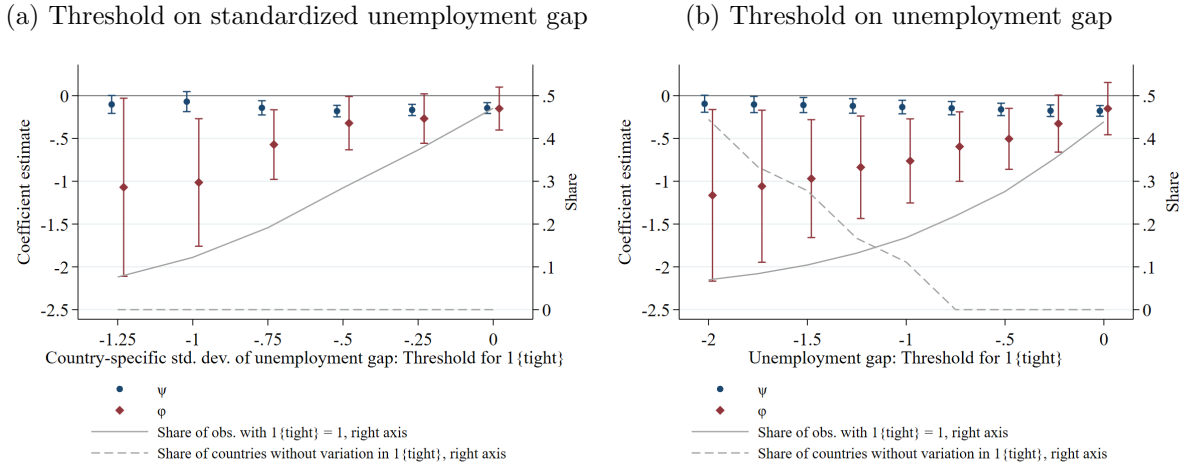 (a) Threshold on standardized unemployment gap
0
-.5
-1
-1.5
-2
-2.5
Coefficient estimate
.5
.4
.3
.2
.1
0
Share
-1.25 -1 -.75 -.5 -.25 0
Country-specific std. dev. of unemployment gap: Threshold for 1{tight}
ψ
φ
Share of obs. with 1{tight} = 1, right axis
Share of countries without variation in 1{tight}, right axis
(b) Threshold on unemployment gap
0
-.5
-1
-1.5
-2
-2.5
Coefficient estimate
.5
.4
.3
.2
.1
0
Share
-2 -1.5 -1 -.5 0
Unemployment gap: Threshold for 1{tight}
ψ
φ
Share of obs. with 1{tight} = 1, right axis
Share of countries without variation in 1{tight}, right axis